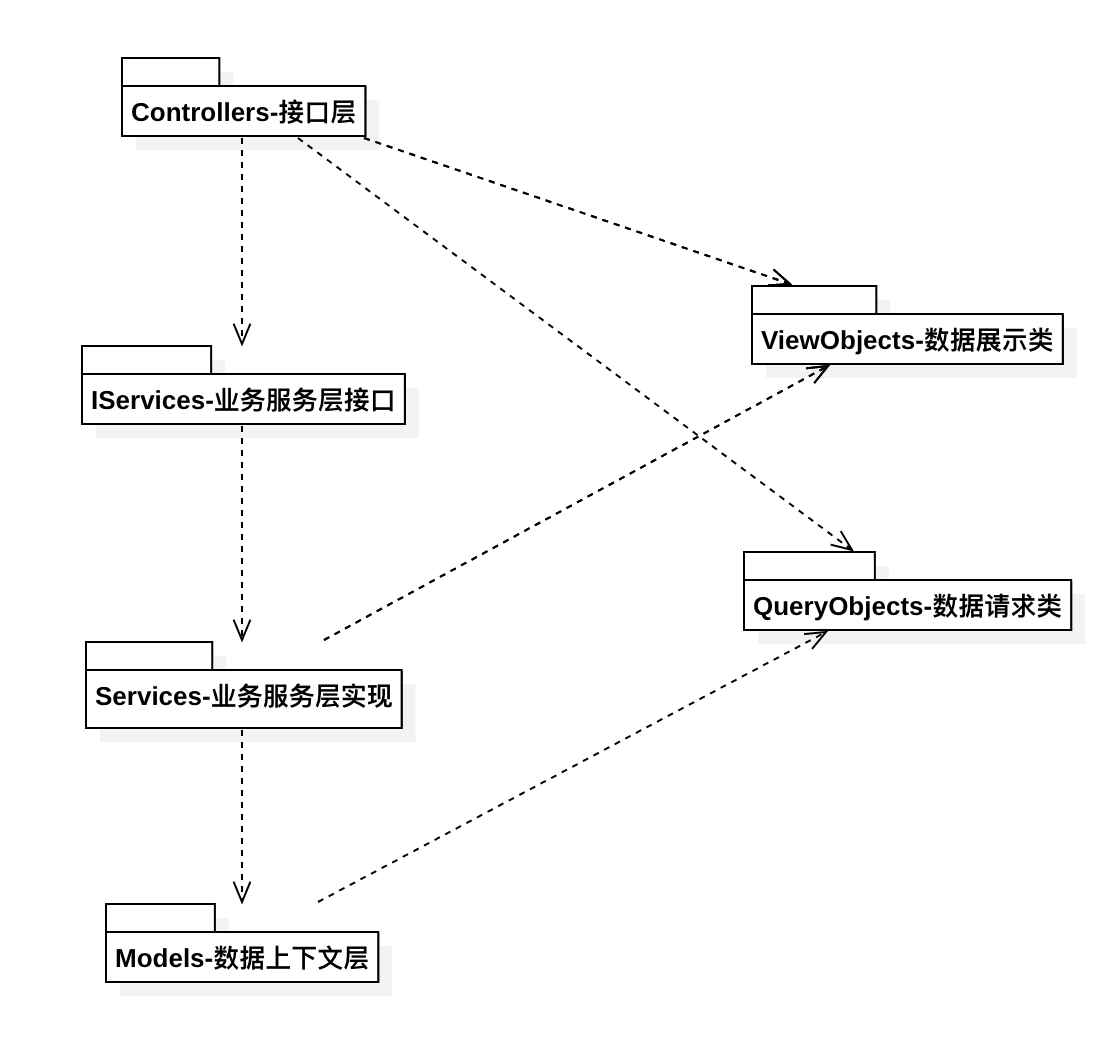 Controllers-接口层
ViewObjects-数据展示类
IServices-业务服务层接口
QueryObjects-数据请求类
Services-业务服务层实现
Models-数据上下文层